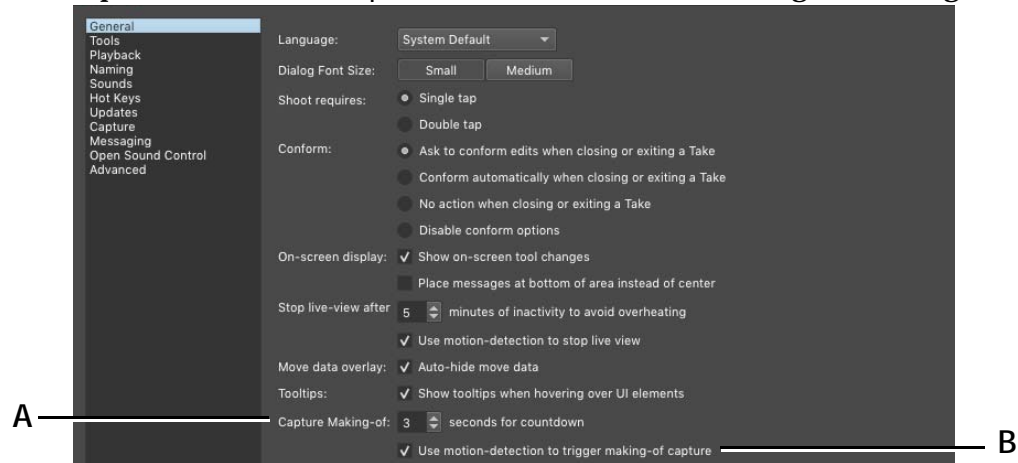 General
Tools
Playback
Naming
Sounds
Hot Keys
Updates
Capture
Messaging
Open Sound Control
Advanced
Language: System Default
Dialog Font Size: Small Medium
Shoot requires: Single tap
Double tap
Conform: Ask to conform edits when closing or exiting a Take
Conform automatically when closing or exiting a Take
No action when closing or exiting a Take
Disable conform options
On-screen display: Show on-screen tool changes
Place messages at bottom of area instead of center
Stop live-view after 5 minutes of inactivity to avoid overheating
Use motion-detection to stop live view
Move data overlay: Auto-hide move data
Tooltips: Show tooltips when hovering over UI elements
A Capture Making-of: 3 seconds for countdown
Use motion-detection to trigger making-of capture B